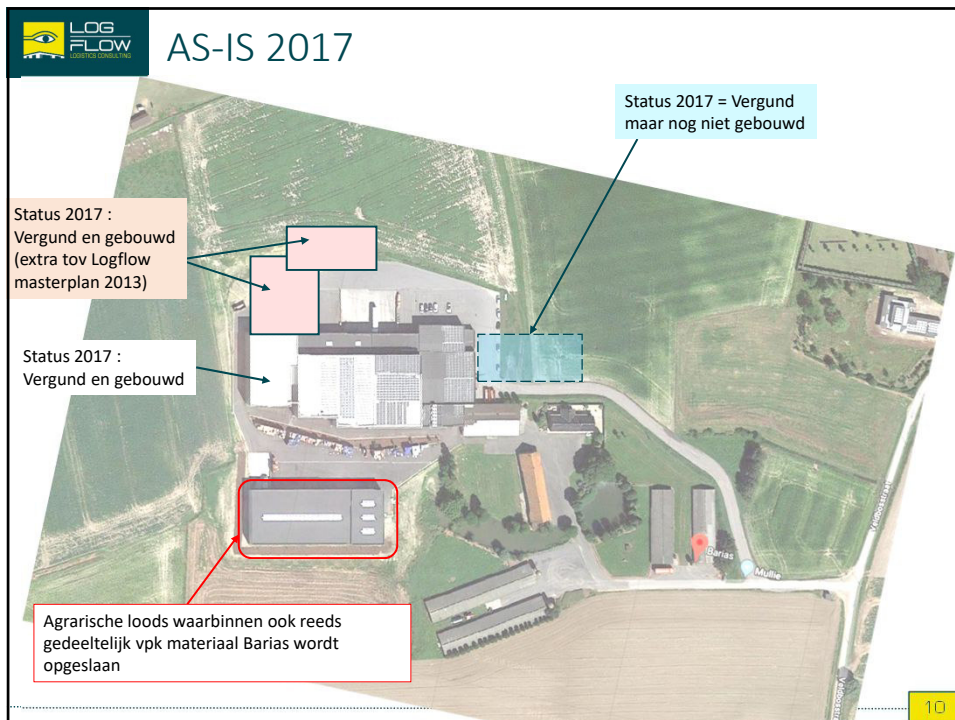 LOG
FLOW
LOGISTICS CONSULTING
AS-IS 2017
Status 2017 = Vergund
maar nog niet gebouwd
Status 2017 :
Vergund en gebouwd
(extra tov Logflow
masterplan 2013)
Status 2017 :
Vergund en gebouwd
Barias
Mullie
Agrarische loods waarbinnen ook reeds
gedeeltelijk vpk materiaal Barias wordt
opgeslaan
10